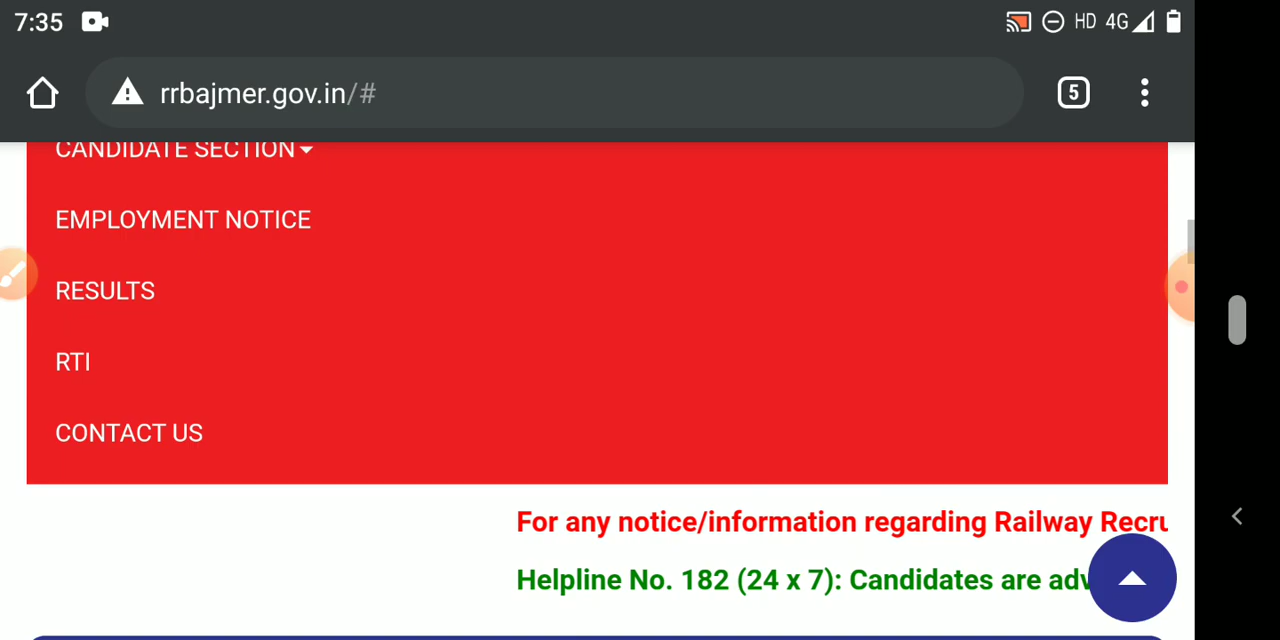 7:35
HD 4G
rrbajmer.gov.in/#
5
CANDIDATE SECTION
EMPLOYMENT NOTICE
RESULTS
RTI
CONTACT US
For any notice/information regarding Railway Recru
Helpline No. 182 (24 x 7): Candidates are adv